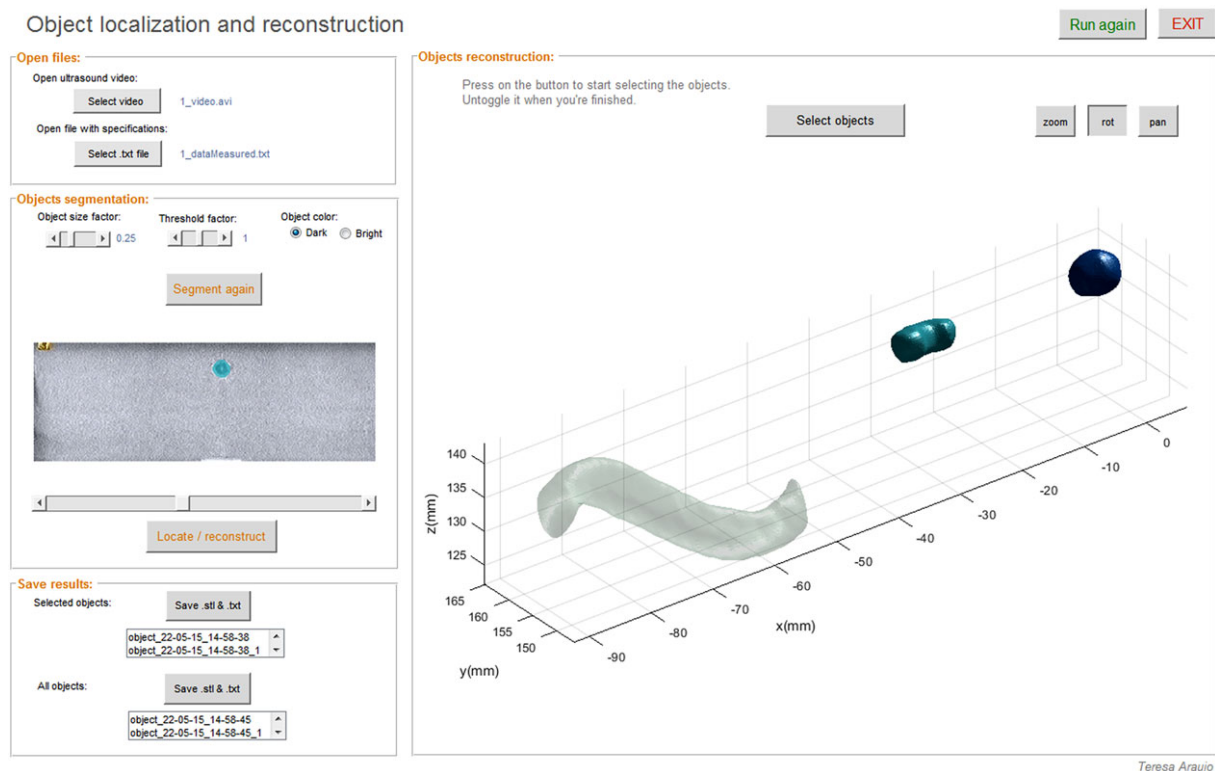 Object localization and reconstruction
Run again
EXIT
Open files:
Open ultrasound video:
Select video
1_video.avi
Open file with specifications:
Select .txt file
1_dataMeasured.txt
Objects segmentation:
Object size factor:
Threshold factor:
Object color:
0.25
1
Dark
Bright
Segment again
Locate / reconstruct
Save results:
Selected objects:
Save .stl & .txt
object_22-05-15_14-58-38
object_22-05-15_14-58-38_1
All objects:
Save .stl & .txt
object_22-05-15_14-58-45
object_22-05-15_14-58-45_1
Objects reconstruction:
Press on the button to start selecting the objects.
Untoggle it when you're finished.
Select objects
zoom
rot
pan
140
135
130
125
z(mm)
165
160
155
150
y(mm)
-90
-80
-70
-60
-50
-40
-30
-20
-10
0
x(mm)
Teresa Araujo